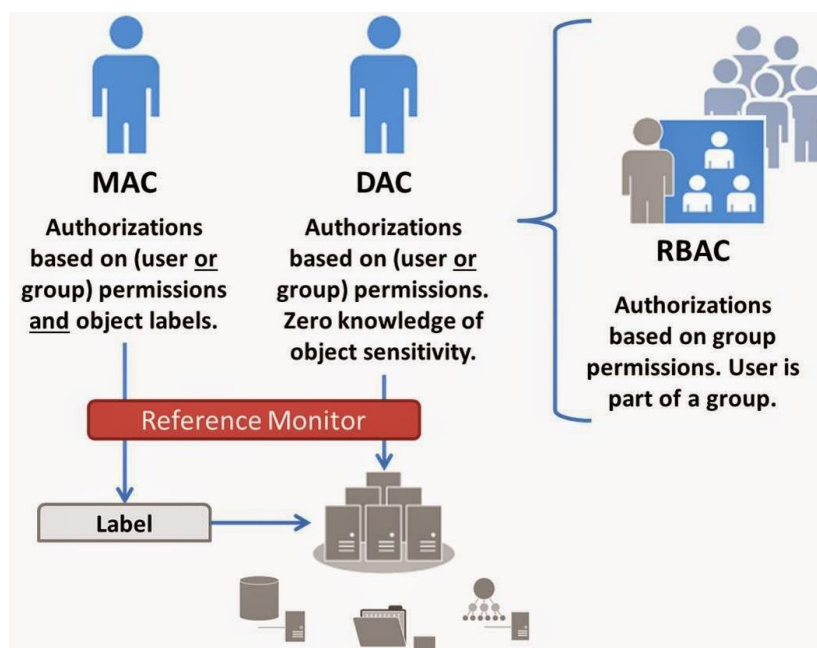 MAC
Authorizations
based on (user or
group) permissions
and object labels.
DAC
Authorizations
based on (user or
group) permissions.
Zero knowledge of
object sensitivity.
RBAC
Authorizations
based on group
permissions. User is
part of a group.
Reference Monitor
Label